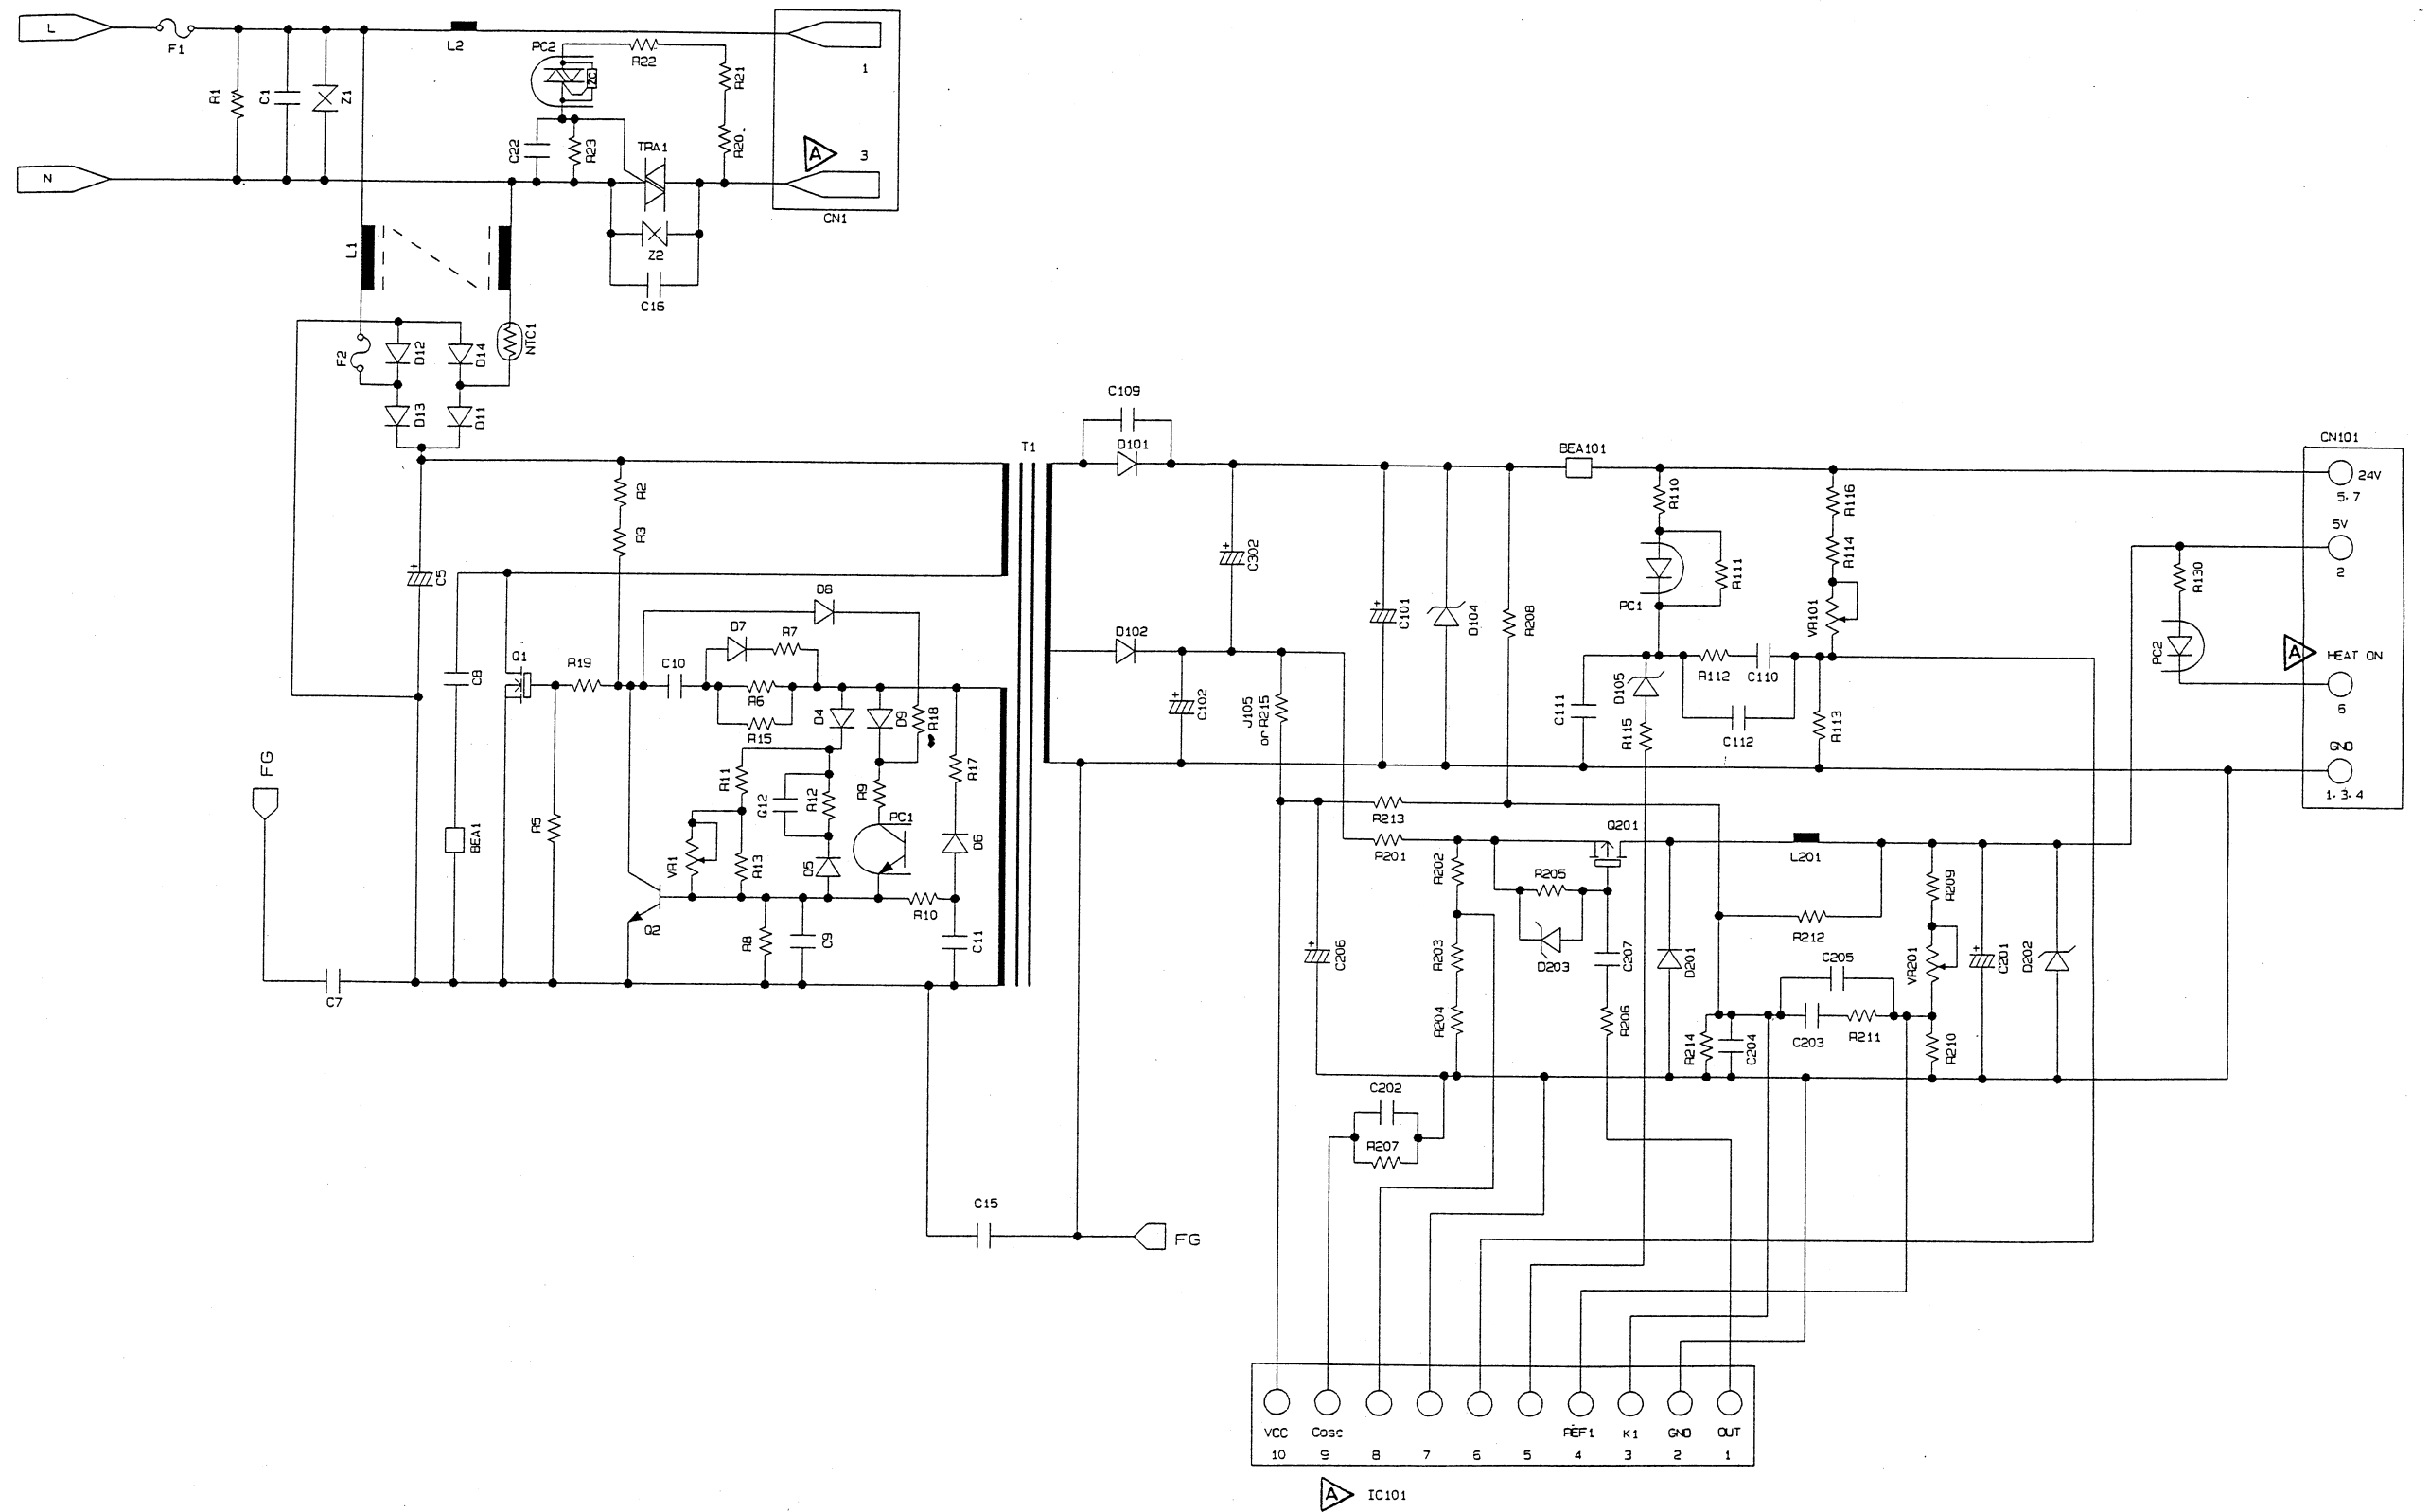 L
F1
L2
PC2
R22
ZC
R21
1
R1
C1
Z1
C22
R23
TRA1
R20
A
3
N
CN1
Z2
C16
L1
F2
D12
D14
NTC1
D13
D11
C109
T1
D101
BEA101
CN101
24V
5.7
R2
R110
R116
5V
R3
C302
R114
2
C5
R111
R130
D8
PC1
D7
R7
D102
C101
D104
R208
VR101
Q1
R19
C10
PC2
A
HEAT ON
C8
R6
R15
D4
D9
R18
C102
J105
or R215
C111
D105
R112
C110
R115
C112
R113
6
GND
FG
R11
R12
R9
R17
1.3.4
C12
PC1
R213
Q201
R5
BEA1
VR1
R13
D5
D6
R201
L201
R202
R205
R209
R10
Q2
R8
C9
C11
C206
R203
D203
C207
D201
R212
C205
VR201
C201
D202
C7
R204
R206
R214
C204
C203
R211
R210
C202
R207
C15
FG
VCC
Cosc
REF1
K1
GND
OUT
10
9
8
7
6
5
4
3
2
1
A
IC101